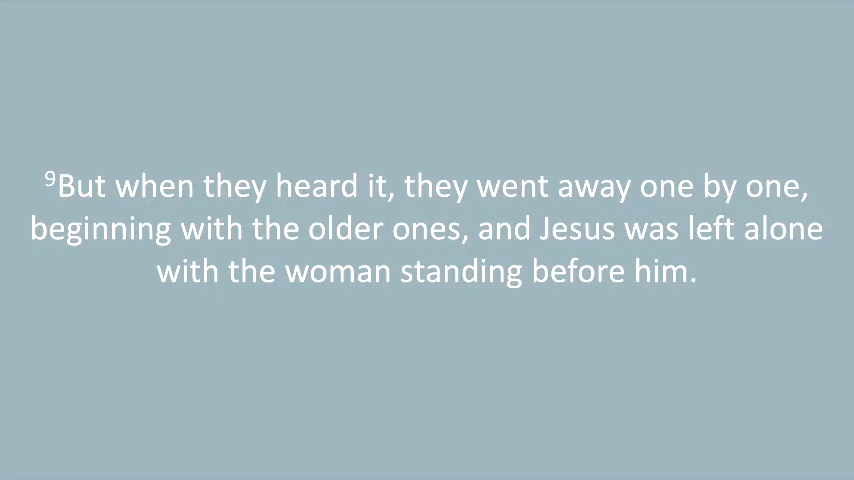 ⁹But when they heard it, they went away one by one,
beginning with the older ones, and Jesus was left alone
with the woman standing before him.